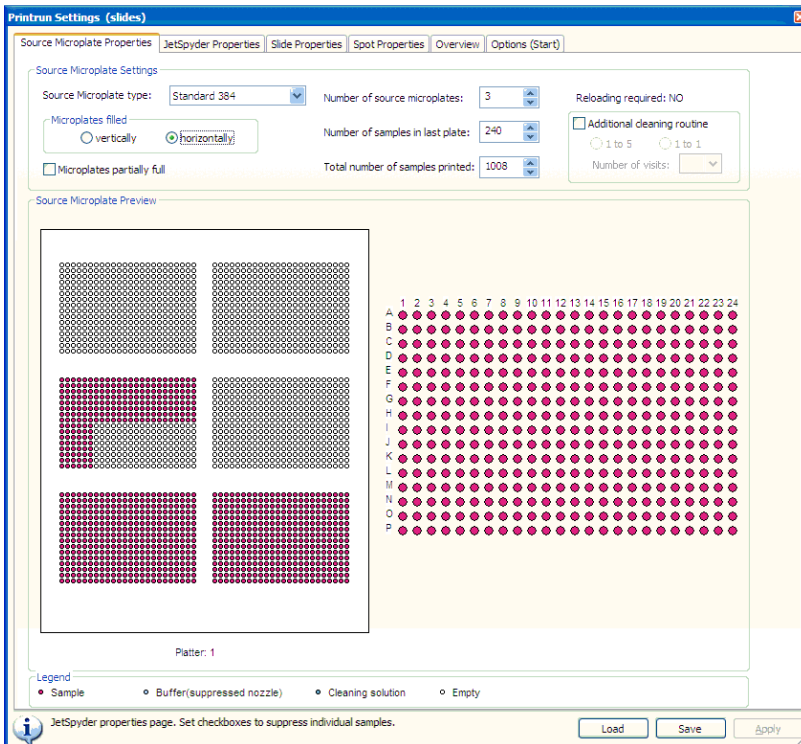 Printrun Settings (slides)
Source Microplate Properties JetSpyder Properties Slide Properties Spot Properties Overview Options (Start)
Source Microplate Settings
Source Microplate type: Standard 384 Number of source microplates: 3 Reloading required: NO
Microplates filled
vertically horizontally
Number of samples in last plate: 240
Additional cleaning routine
1 to 5 1 to 1
Microplates partially full
Total number of samples printed: 1008
Number of visits:
Source Microplate Preview
1 2 3 4 5 6 7 8 9 10 11 12 13 14 15 16 17 18 19 20 21 22 23 24
A
B
C
D
E
F
G
H
I
J
K
L
M
N
O
P
Platter: 1
Legend
Sample Buffer(suppressed nozzle) Cleaning solution Empty
JetSpyder properties page. Set checkboxes to suppress individual samples.
Load Save Apply